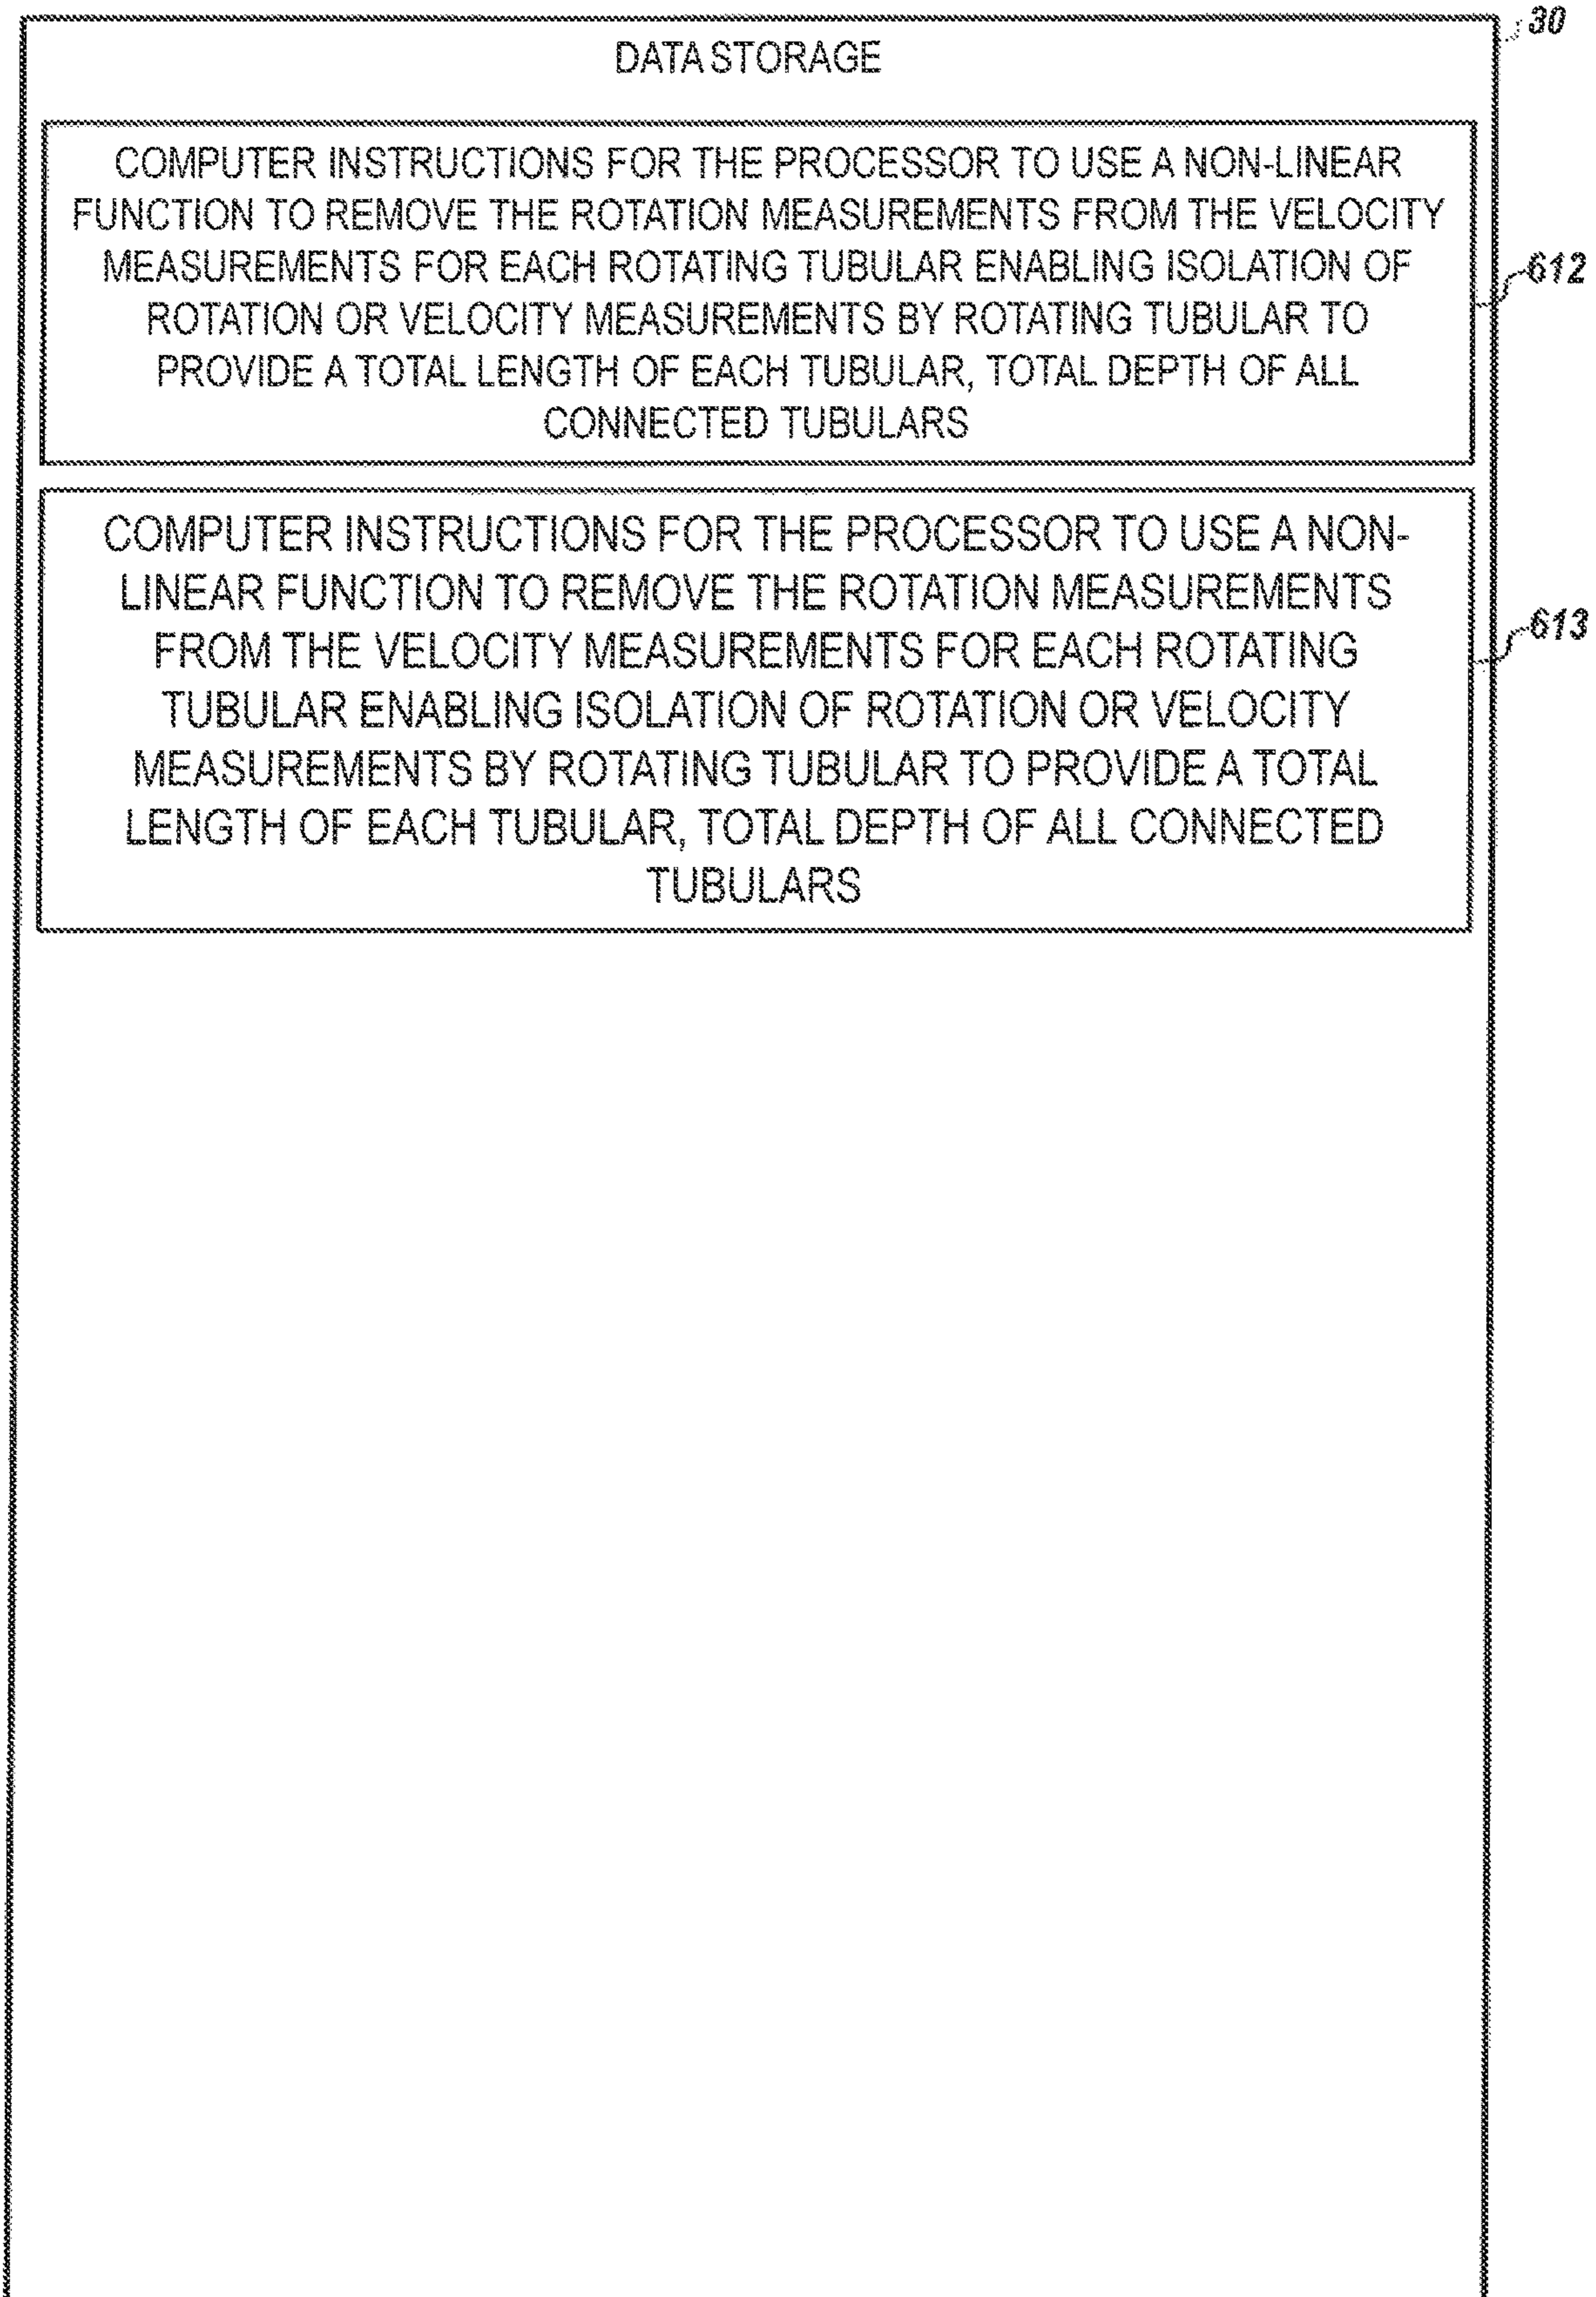 30
DATA STORAGE
COMPUTER INSTRUCTIONS FOR THE PROCESSOR TO USE A NON-LINEAR
FUNCTION TO REMOVE THE ROTATION MEASUREMENTS FROM THE VELOCITY
MEASUREMENTS FOR EACH ROTATING TUBULAR ENABLING ISOLATION OF
ROTATION OR VELOCITY MEASUREMENTS BY ROTATING TUBULAR TO
PROVIDE A TOTAL LENGTH OF EACH TUBULAR, TOTAL DEPTH OF ALL
CONNECTED TUBULARS
612
COMPUTER INSTRUCTIONS FOR THE PROCESSOR TO USE A NON-
LINEAR FUNCTION TO REMOVE THE ROTATION MEASUREMENTS
FROM THE VELOCITY MEASUREMENTS FOR EACH ROTATING
TUBULAR ENABLING ISOLATION OF ROTATION OR VELOCITY
MEASUREMENTS BY ROTATING TUBULAR TO PROVIDE A TOTAL
LENGTH OF EACH TUBULAR, TOTAL DEPTH OF ALL CONNECTED
TUBULARS
613